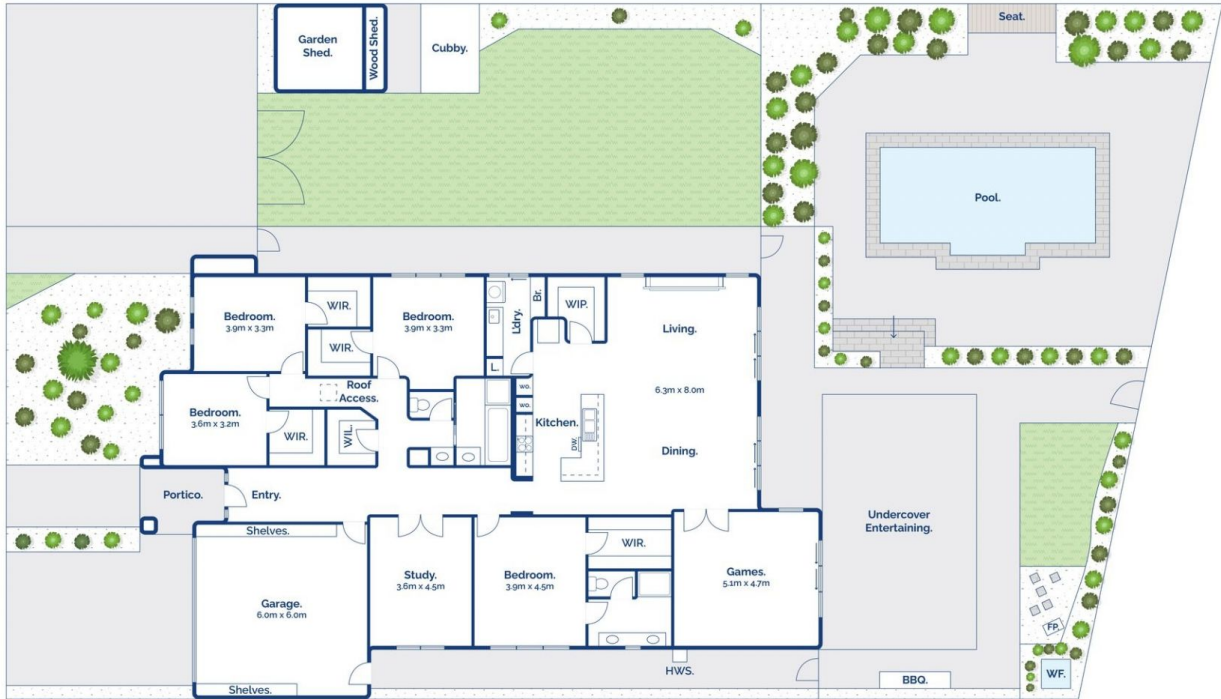 Garden
Shed.
Wood Shed.
Cubby.
Seat.
Pool.
Bedroom.
3.9m x 3.3m
WIR.
WIR.
Bedroom.
3.9m x 3.3m
Ldry.
Br.
L.
WIP.
Living.
6.3m x 8.0m
Dining.
Kitchen.
WO.
WO.
DW.
Roof
Access.
Bedroom.
3.6m x 3.2m
WIR.
WIL.
Portico.
Entry.
Shelves.
Garage.
6.0m x 6.0m
Shelves.
Study.
3.6m x 4.5m
Bedroom.
3.9m x 4.5m
WIR.
Games.
5.1m x 4.7m
Undercover
Entertaining.
HWS.
BBQ.
FP.
WF.